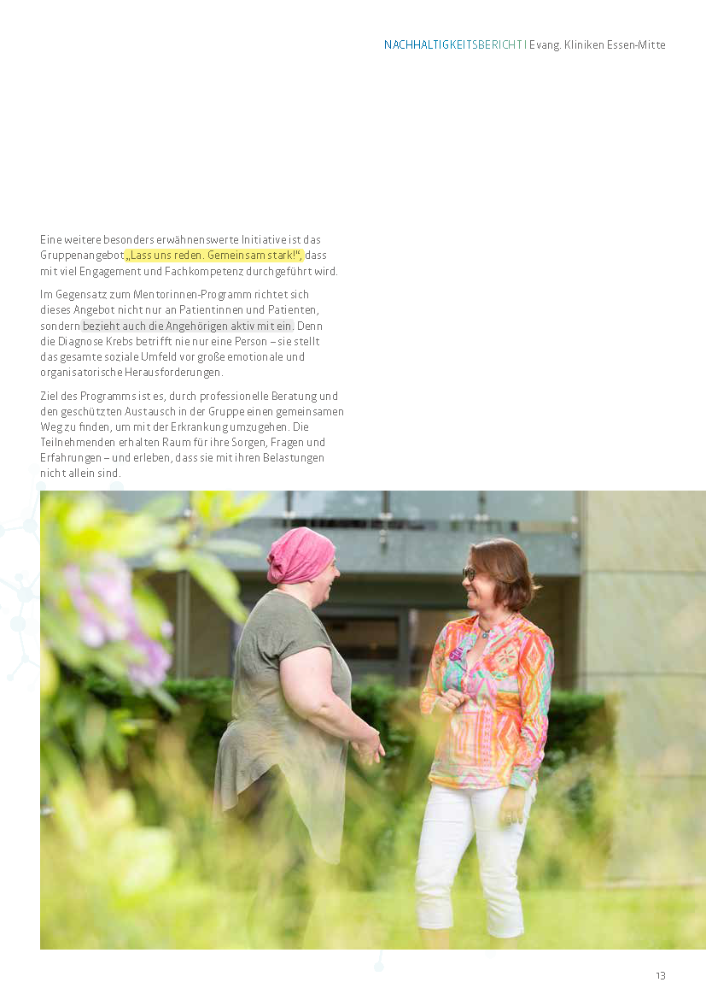 NACHHALTIGKEITSBERICHT | Evang. Kliniken Essen-Mitte
Eine weitere besonders erwähnenswerte Initiative ist das
Gruppenangebot „Lass uns reden. Gemeinsam stark!“, dass
mit viel Engagement und Fachkompetenz durchgeführt wird.
Im Gegensatz zum Mentorinnen-Programm richtet sich
dieses Angebot nicht nur an Patientinnen und Patienten,
sondern bezieht auch die Angehörigen aktiv mit ein. Denn
die Diagnose Krebs betrifft nie nur eine Person – sie stellt
das gesamte soziale Umfeld vor große emotionale und
organisatorische Herausforderungen.
Ziel des Programms ist es, durch professionelle Beratung und
den geschützten Austausch in der Gruppe einen gemeinsamen
Weg zu finden, um mit der Erkrankung umzugehen. Die
Teilnehmenden erhalten Raum für ihre Sorgen, Fragen und
Erfahrungen – und erleben, dass sie mit ihren Belastungen
nicht allein sind.
13